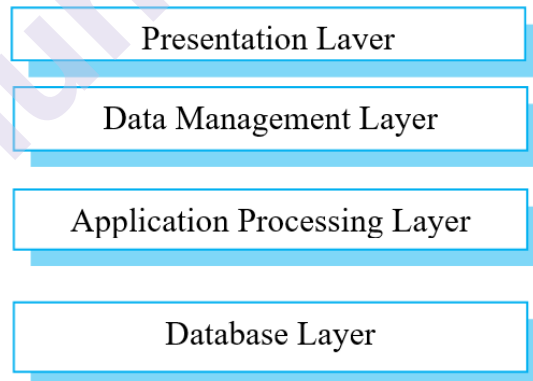 Presentation Laver
Data Management Layer
Application Processing Layer
Database Layer